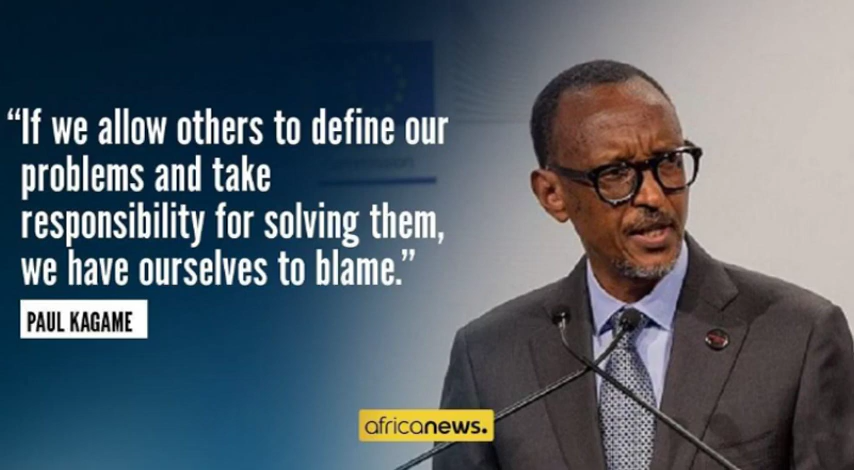 “If we allow others to define our
problems and take
responsibility for solving them,
we have ourselves to blame.”
PAUL KAGAME
africanews.